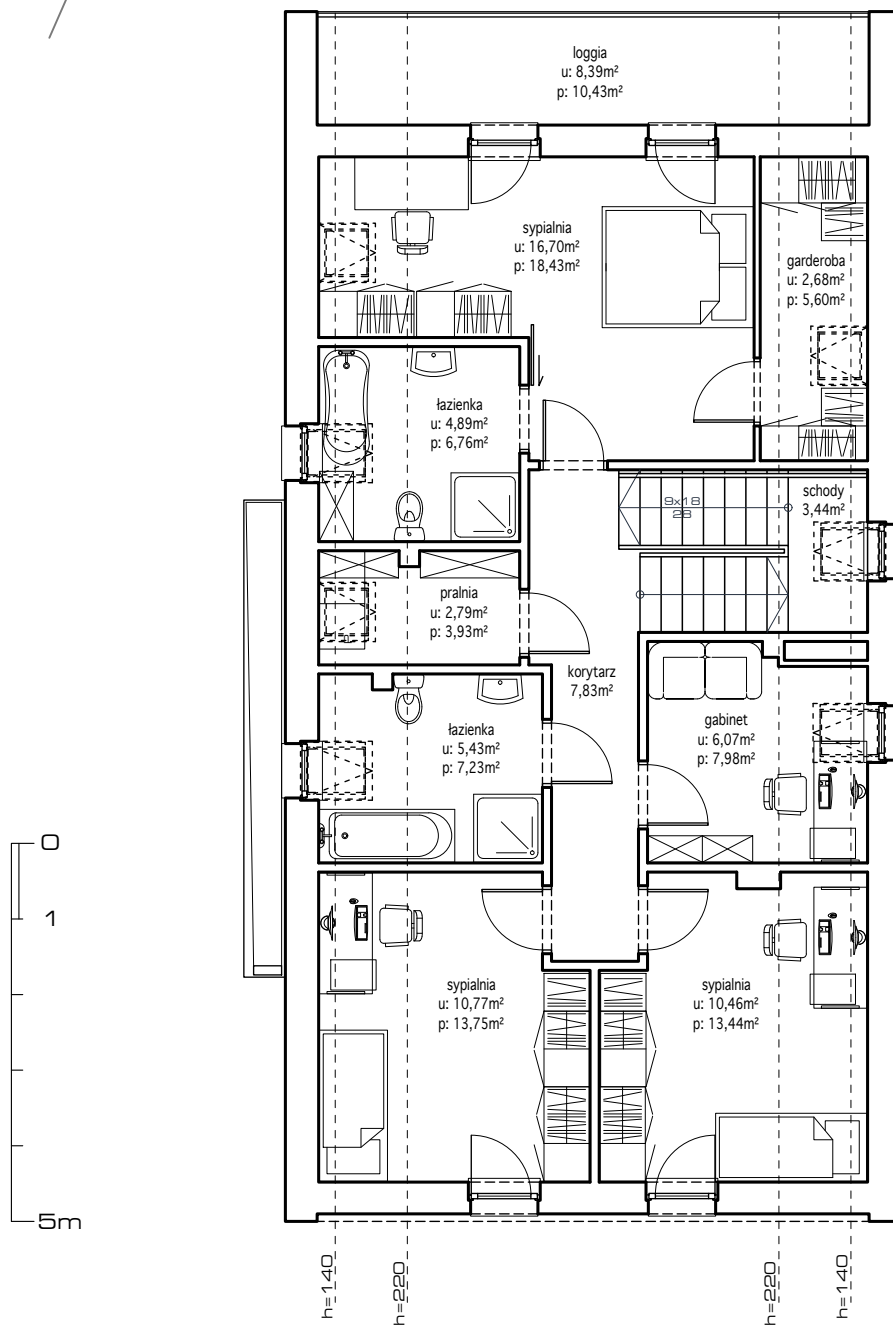 loggia
u: 8,39m²
p: 10,43m²
sypialnia
u: 16,70m²
p: 18,43m²
garderoba
u: 2,68m²
p: 5,60m²
łazienka
u: 4,89m²
p: 6,76m²
schody
3,44m²
9x18
28
pralnia
u: 2,79m²
p: 3,93m²
korytarz
7,83m²
łazienka
u: 5,43m²
p: 7,23m²
gabinet
u: 6,07m²
p: 7,98m²
0
1
5m
sypialnia
u: 10,77m²
p: 13,75m²
sypialnia
u: 10,46m²
p: 13,44m²
h=140
h=220
h=220
h=140